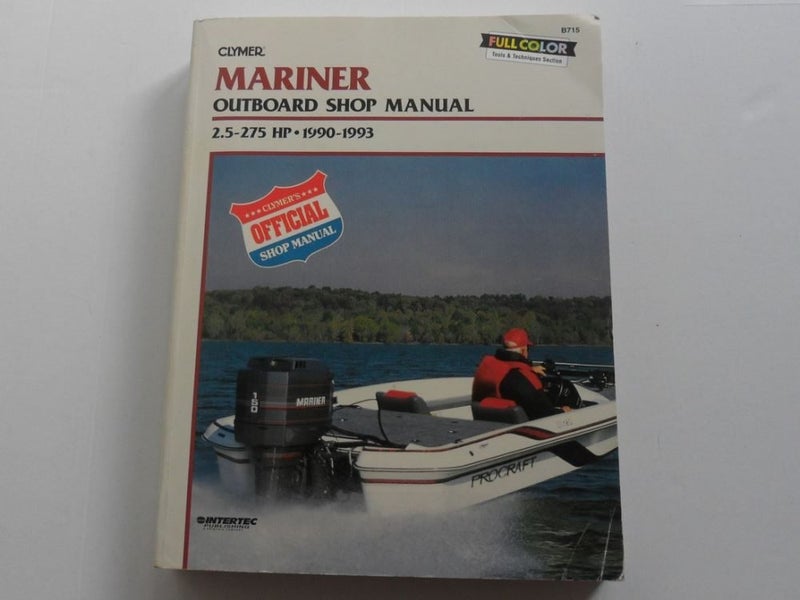 CLYMER®
B715
FULL COLOR
Tools & Techniques Section
MARINER
OUTBOARD SHOP MANUAL
2.5-275 HP • 1990-1993
★★★ CLYMER'S ★★★
OFFICIAL
SHOP MANUAL
150
MARINER
PROCRAFT
INTERTEC
PUBLISHING